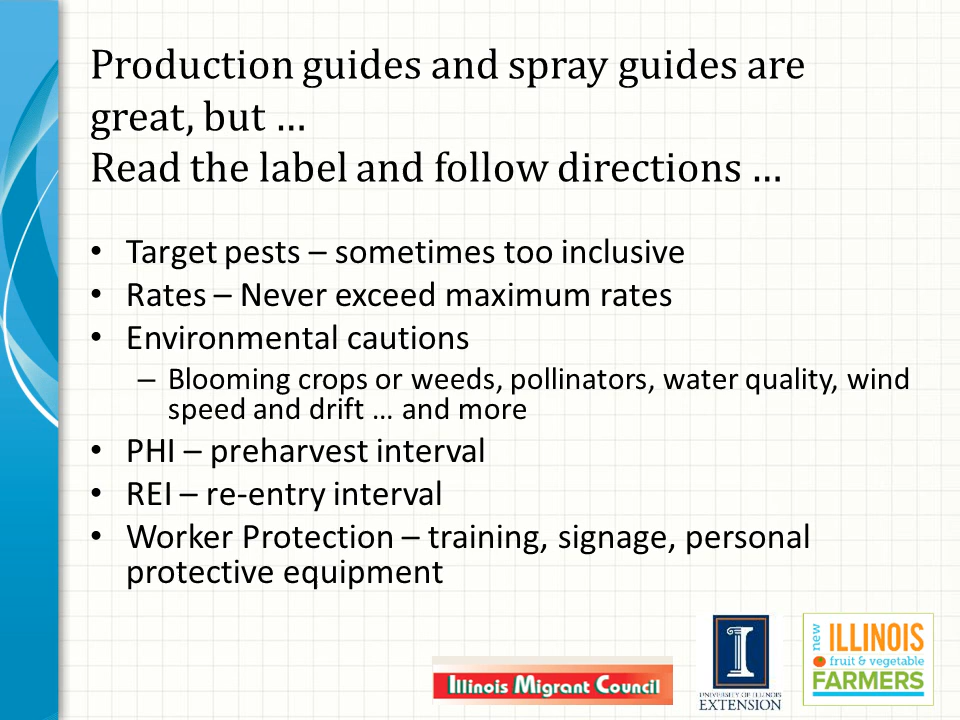 Production guides and spray guides are
great, but …
Read the label and follow directions …
• Target pests – sometimes too inclusive
• Rates – Never exceed maximum rates
• Environmental cautions
– Blooming crops or weeds, pollinators, water quality, wind
speed and drift … and more
• PHI – preharvest interval
• REI – re-entry interval
• Worker Protection – training, signage, personal
protective equipment
Illinois Migrant Council
I
UNIVERSITY OF ILLINOIS
EXTENSION
new
ILLINOIS
fruit & vegetable
FARMERS